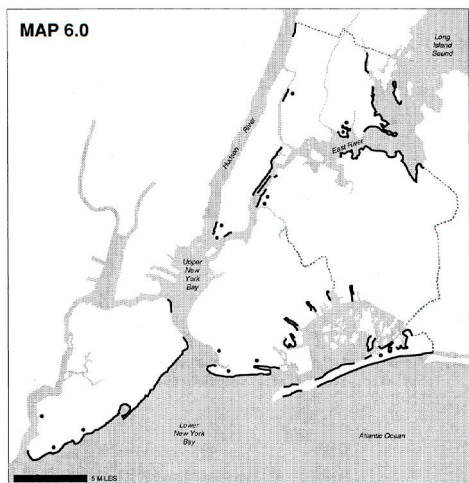 MAP 6.0
Long
Island
Sound
Hudson River
East River
Upper
New
York
Bay
Lower
New York
Bay
Atlantic Ocean
5 MILES